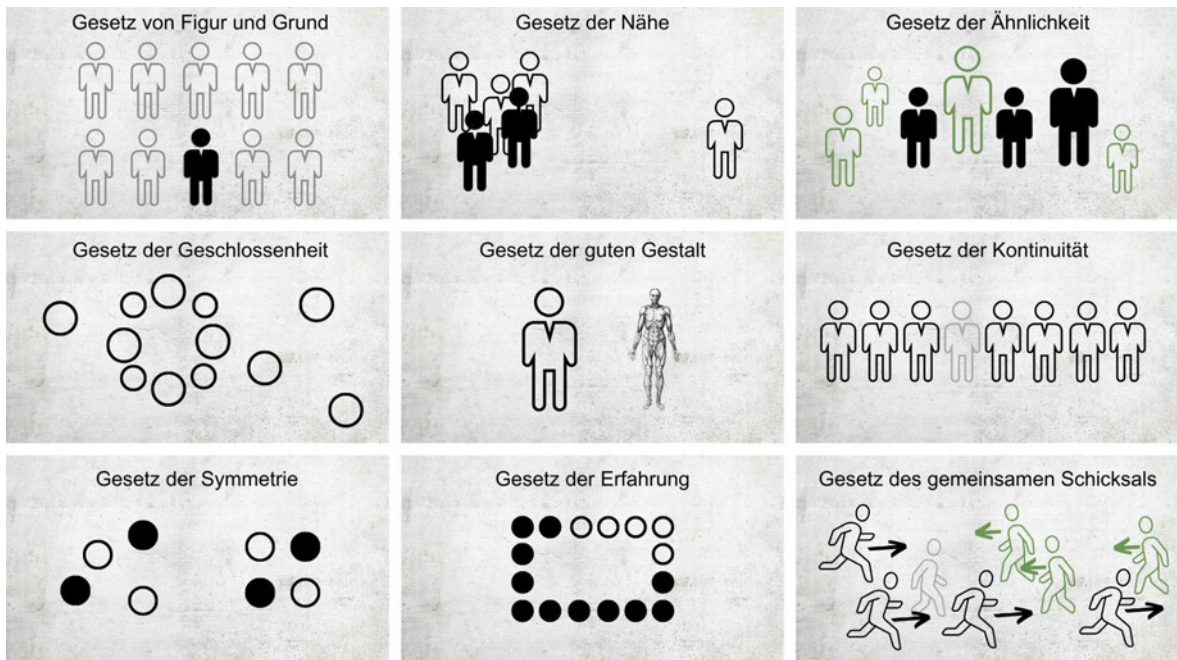 Gesetz von Figur und Grund
Gesetz der Nähe
Gesetz der Ähnlichkeit
Gesetz der Geschlossenheit
Gesetz der guten Gestalt
Gesetz der Kontinuität
Gesetz der Symmetrie
Gesetz der Erfahrung
Gesetz des gemeinsamen Schicksals